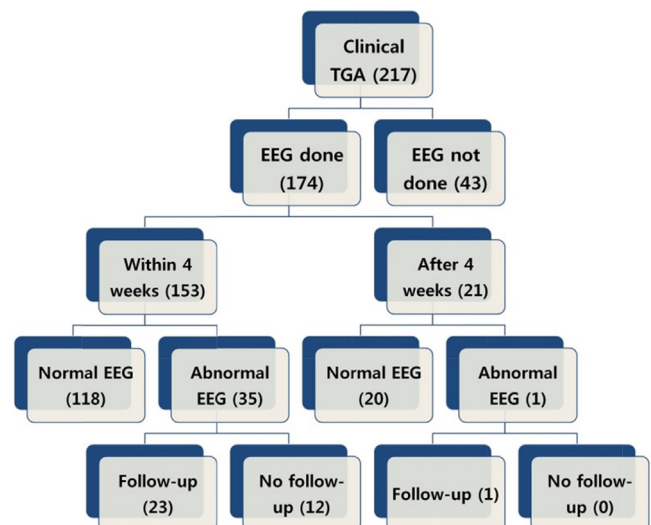 Clinical
TGA (217)
EEG done
(174)
EEG not
done (43)
Within 4
weeks (153)
After 4
weeks (21)
Normal EEG
(118)
Abnormal
EEG (35)
Normal EEG
(20)
Abnormal
EEG (1)
Follow-up
(23)
No follow-
up (12)
Follow-up (1)
No follow-
up (0)